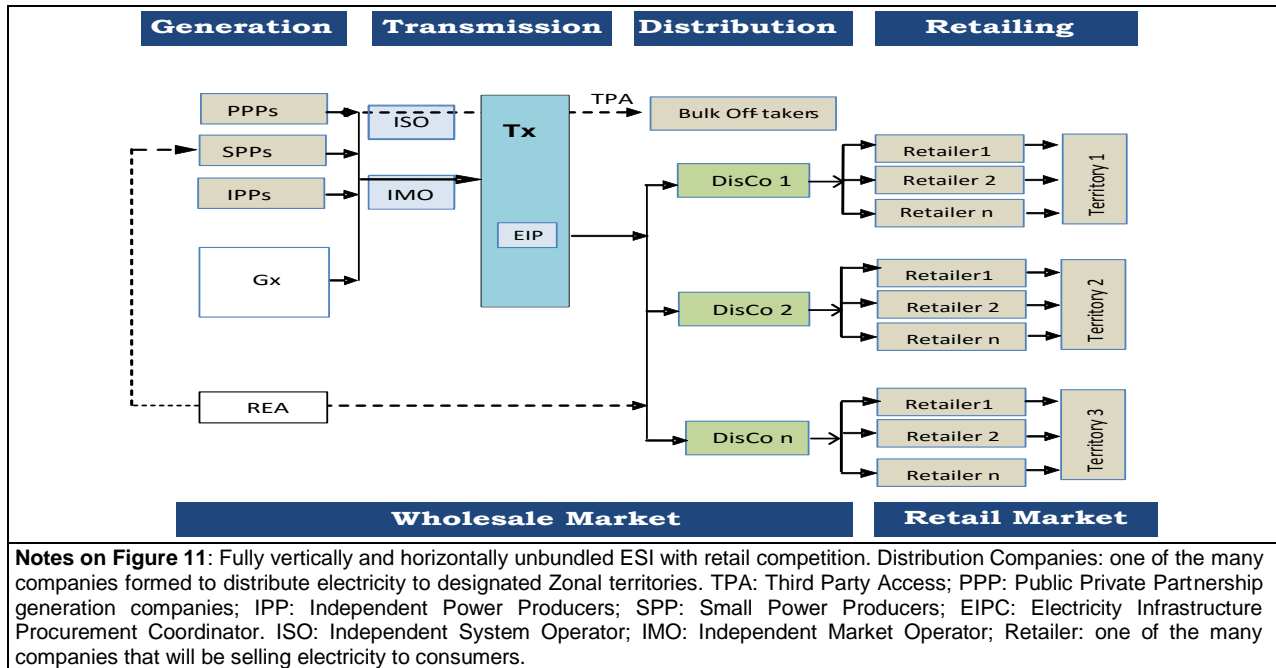 Generation Transmission Distribution Retailing
PPPs
SPPs
IPPs
Gx
REA
ISO
IMO
Tx
EIP
TPA
Bulk Off takers
DisCo 1
DisCo 2
DisCo n
Retailer1
Retailer 2
Retailer n
Territory 1
Retailer1
Retailer 2
Retailer n
Territory 2
Retailer1
Retailer 2
Retailer n
Territory 3
Wholesale Market Retail Market
Notes on Figure 11: Fully vertically and horizontally unbundled ESI with retail competition. Distribution Companies: one of the many
companies formed to distribute electricity to designated Zonal territories. TPA: Third Party Access; PPP: Public Private Partnership
generation companies; IPP: Independent Power Producers; SPP: Small Power Producers; EIPC: Electricity Infrastructure
Procurement Coordinator. ISO: Independent System Operator; IMO: Independent Market Operator; Retailer: one of the many
companies that will be selling electricity to consumers.